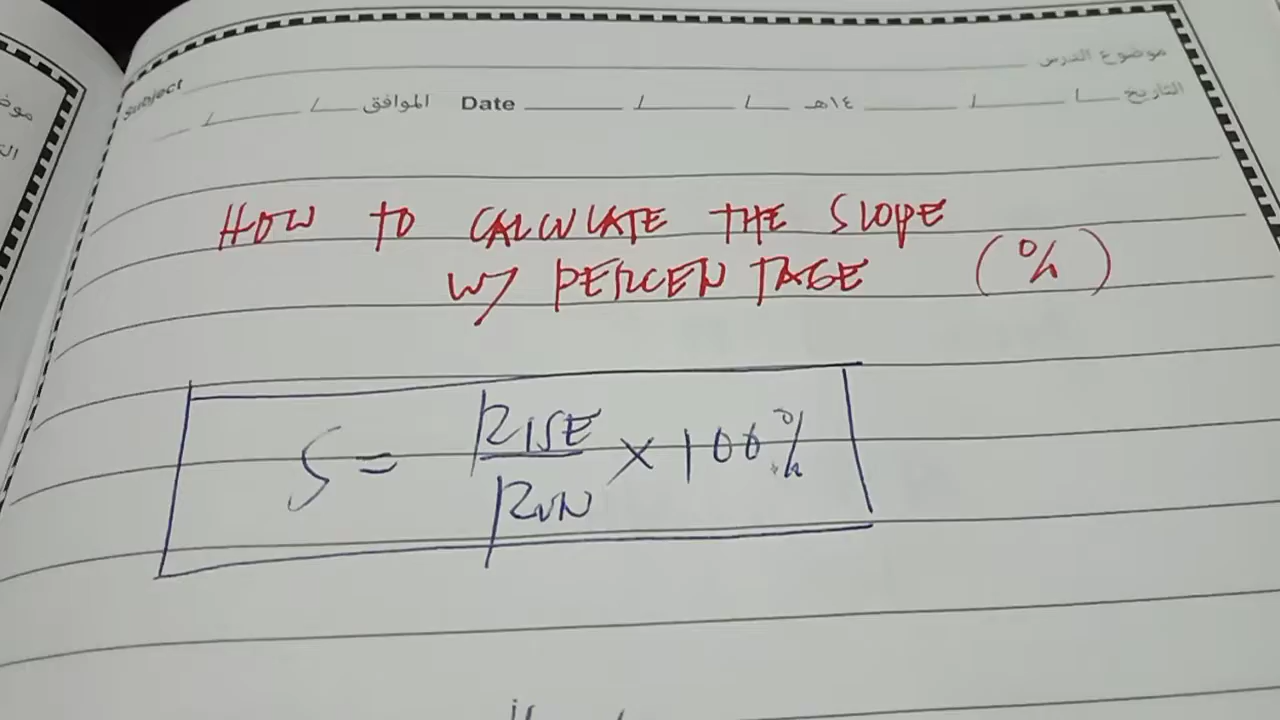 موضوع الدرس
Subject
التاريخ / / ١٤هـ Date / / الموافق / /
HOW TO CALCULATE THE SLOPE
W/ PERCENTAGE (%)
S = RISE / RUN × 100%